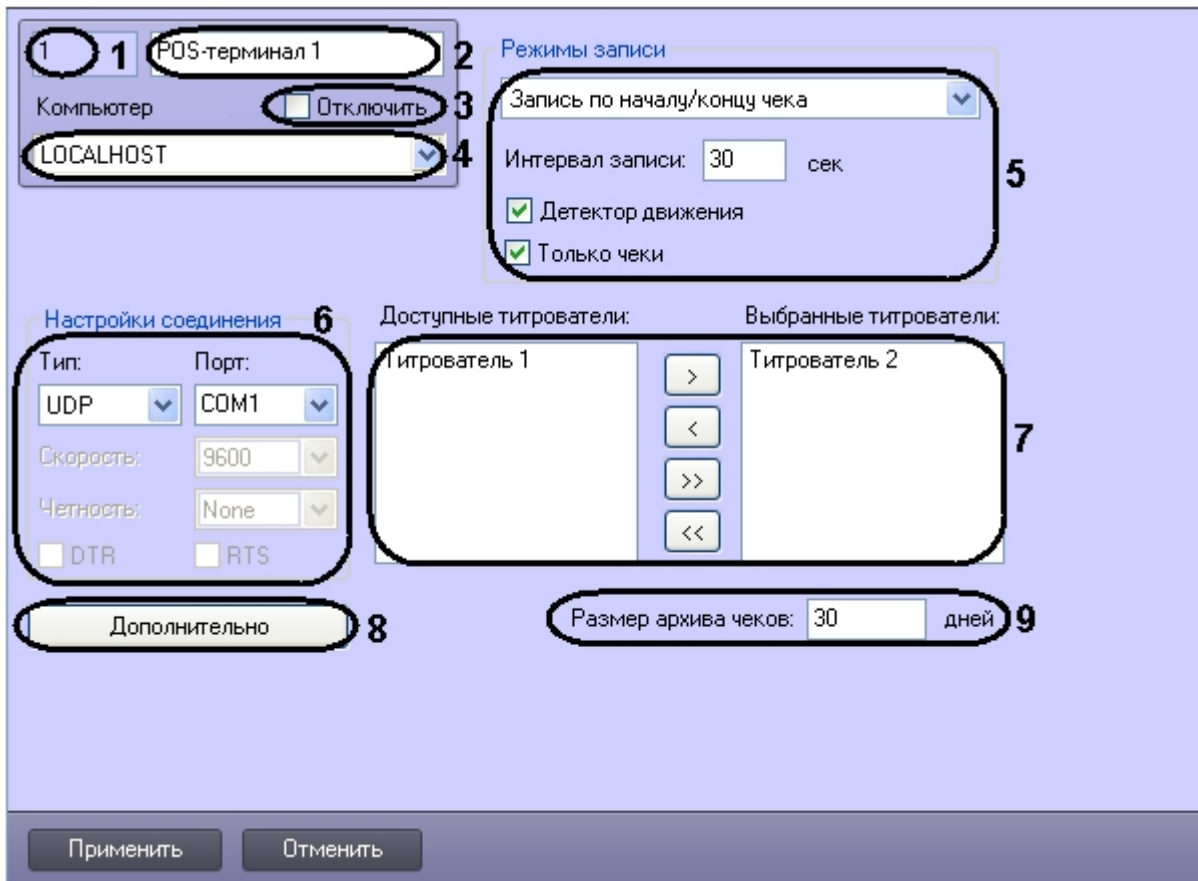 1 1 POS-терминал 1 2
Компьютер Отключить 3
LOCALHOST 4
Режимы записи
Запись по началу/концу чека
Интервал записи: 30 сек
5
Детектор движения
Только чеки
Настройки соединения 6
Тип: Порт:
UDP COM1
Скорость: 9600
Четность: None
DTR RTS
Доступные титрователи: Выбранные титрователи:
Титрователь 1 > Титрователь 2
<
7
>>
<<
Дополнительно 8
Размер архива чеков: 30 дней 9
Применить Отменить